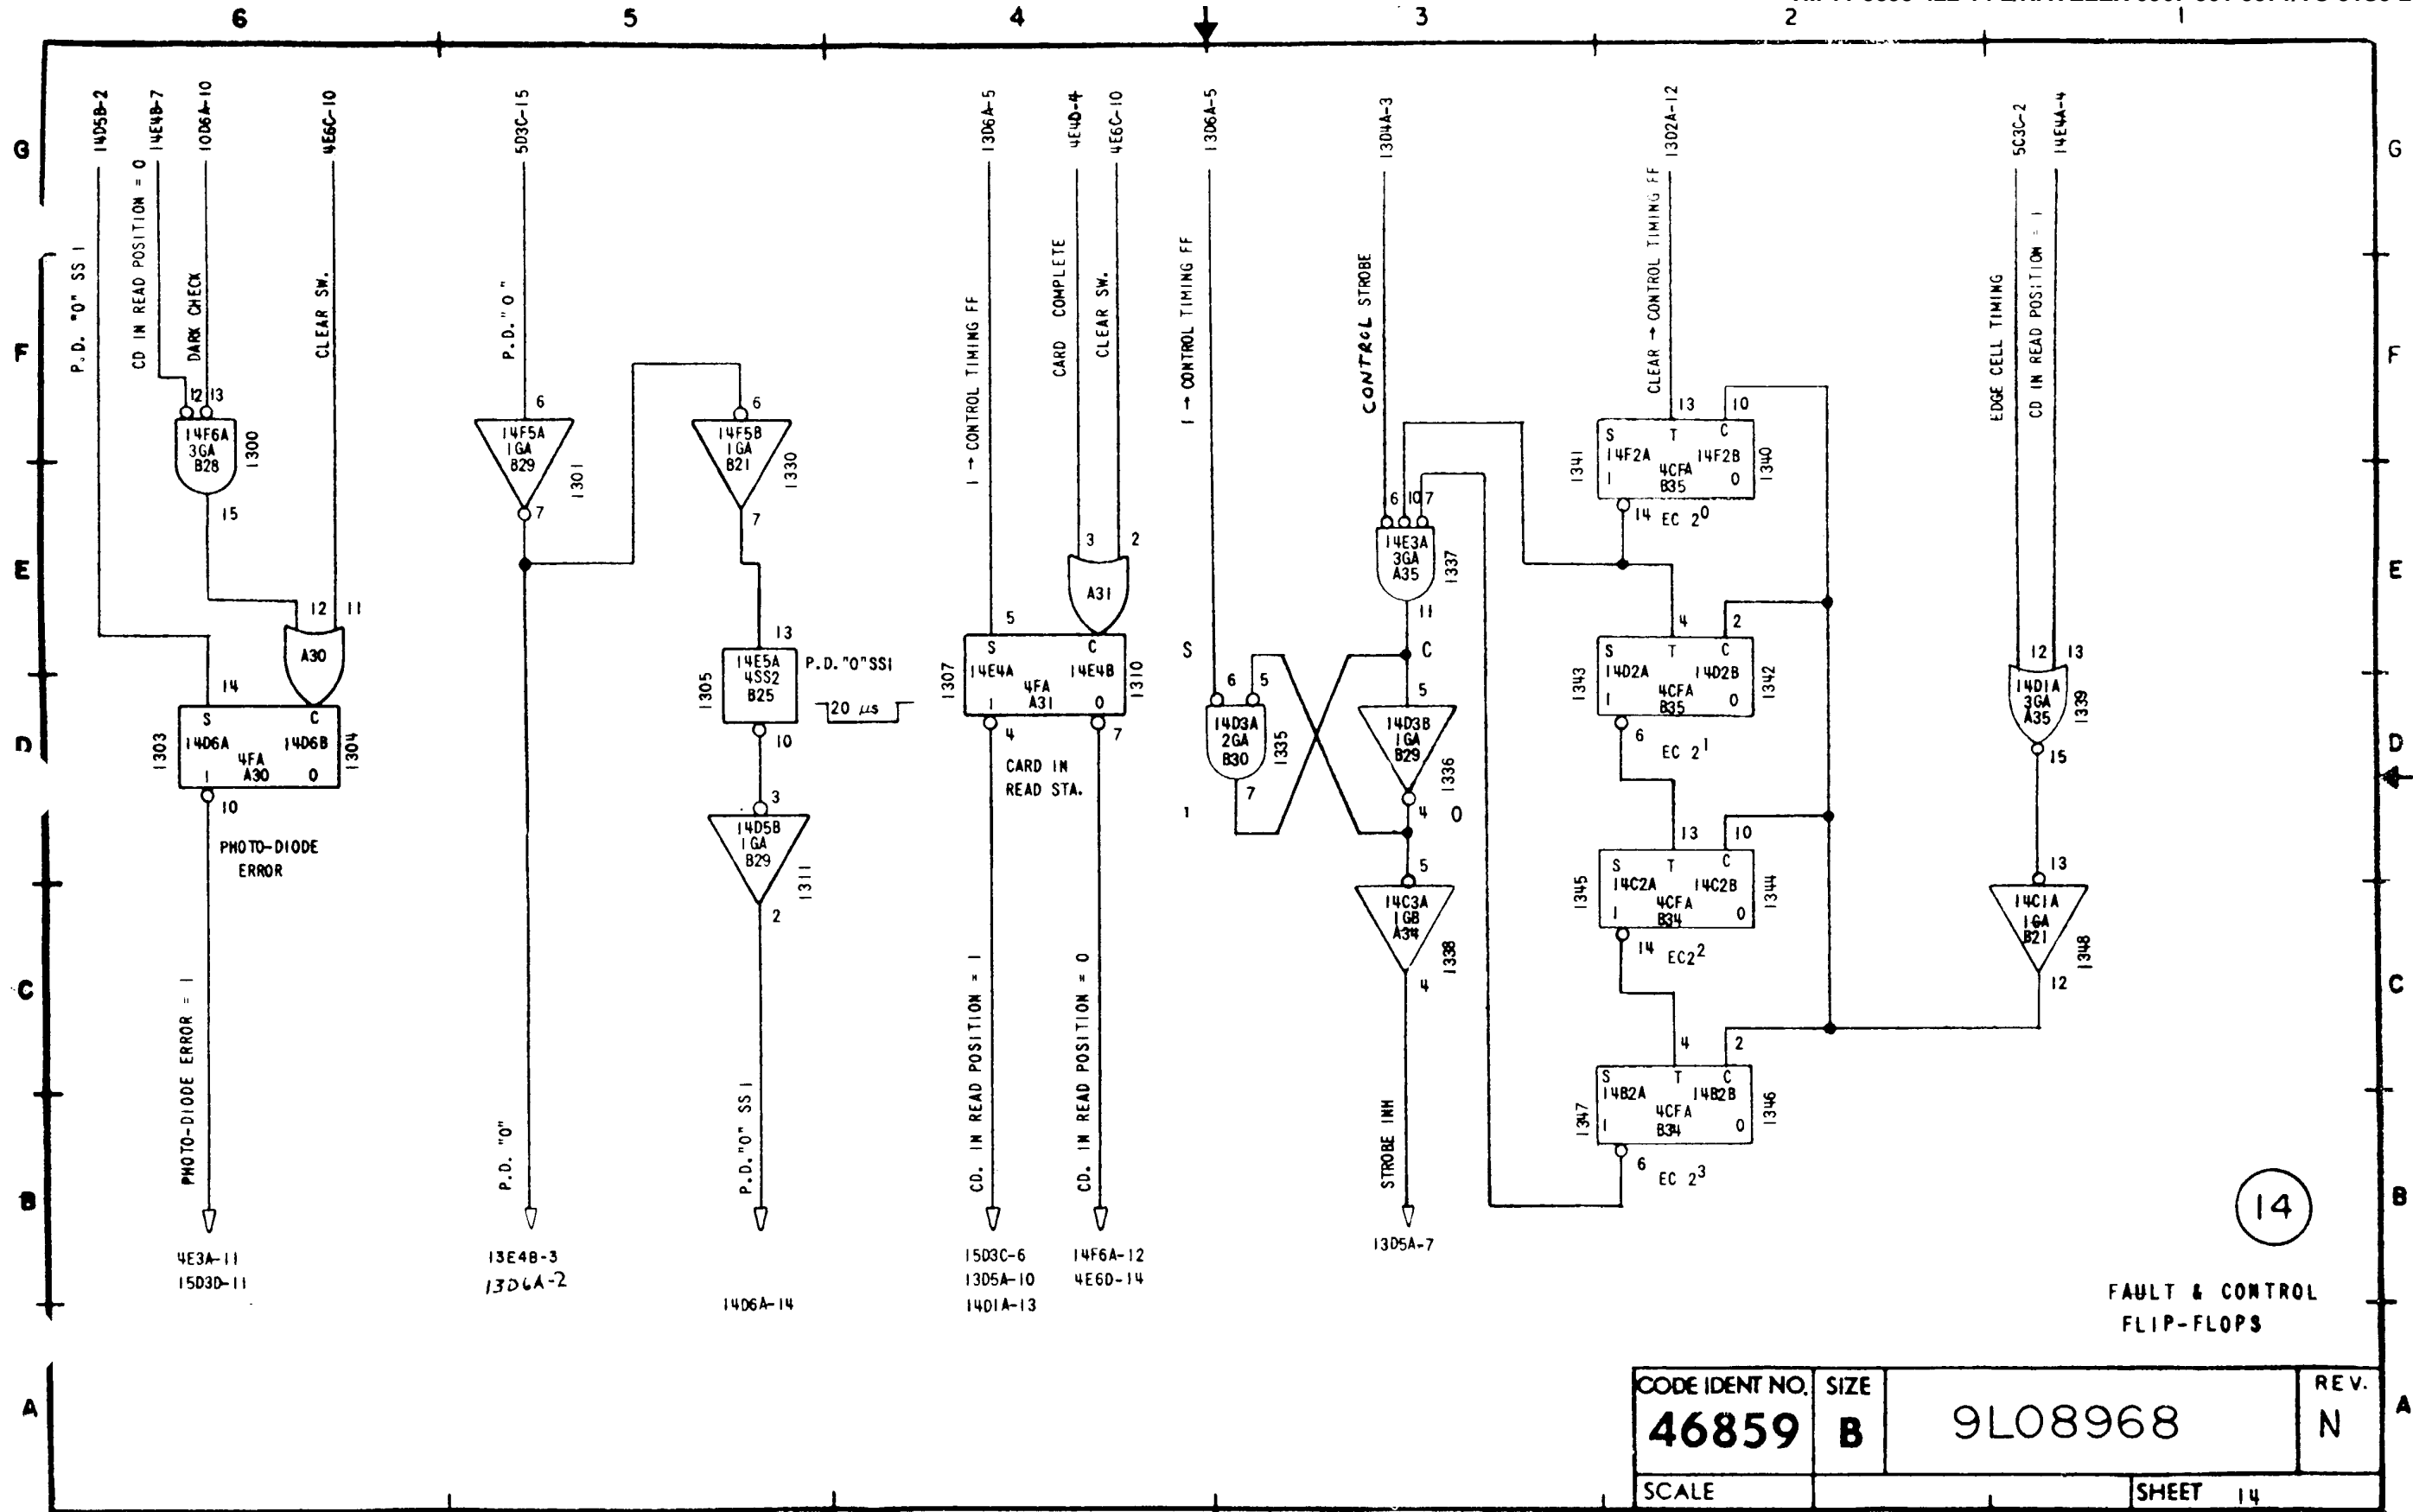 6 5 4 3 2 1
G G
F F
E E
D D
C C
B B
A A
14D5B-2
14E4B-7
10D6A-10
4E6C-10
5D3C-15
13D6A-5
4E4D-4
4E6C-10
13D6A-5
13D4A-3
13D2A-12
5C3C-2
14E4A-4
P.D. "O" SS 1
CD IN READ POSITION = 0
DARK CHECK
CLEAR SW.
P.D. "O"
1 → CONTROL TIMING FF
CARD COMPLETE
CLEAR SW.
1 → CONTROL TIMING FF
CONTROL STROBE
CLEAR → CONTROL TIMING FF
EDGE CELL TIMING
CD IN READ POSITION = 1
12 13
14F6A
3GA
B28
1300
15
12 11
A30
14
S C
14D6A 14D6B
4FA
1 A30 0
1303 1304
10
PHOTO-DIODE
ERROR
PHOTO-DIODE ERROR = 1
4E3A-11
15D3D-11
6
14F5A
1GA
B29
1301
7
P.D. "O"
13E4B-3
13D6A-2
6
14F5B
1GA
B21
1330
7
13
14E5A
4SS2
B25
1305
P.D."O"SS1
20 µs
10
3
14D5B
1GA
B29
1311
2
P.D."O" SS 1
14D6A-14
3 2
A31
5
S C
14E4A 14E4B
4FA
1 A31 0
1307 1310
4 7
CARD IN
READ STA.
CD. IN READ POSITION = 1
CD. IN READ POSITION = 0
15D3C-6
13D5A-10
14D1A-13
14F6A-12
4E6D-14
6 10 7
14E3A
3GA
A35
1337
11
S C
6 5
14D3A
2GA
B30
1335
7
1
5
14D3B
1GA
B29
1336
4 0
5
14C3A
1GB
A34
1338
4
STROBE INH
13D5A-7
13 10
S T C
14F2A 14F2B
4CFA
1 B35 0
1341 1340
14 EC 2⁰
4 2
S T C
14D2A 14D2B
4CFA
1 B35 0
1343 1342
6 EC 2¹
13 10
S T C
14C2A 14C2B
4CFA
1 B34 0
1345 1344
14 EC2²
4 2
S T C
14B2A 14B2B
4CFA
1 B34 0
1347 1346
6 EC 2³
12 13
14D1A
3GA
A35
1339
15
13
14C1A
1GA
B21
1348
12
14
FAULT & CONTROL
FLIP-FLOPS
CODE IDENT NO.
46859
SIZE
B
9L08968
REV.
N
SCALE
SHEET 14